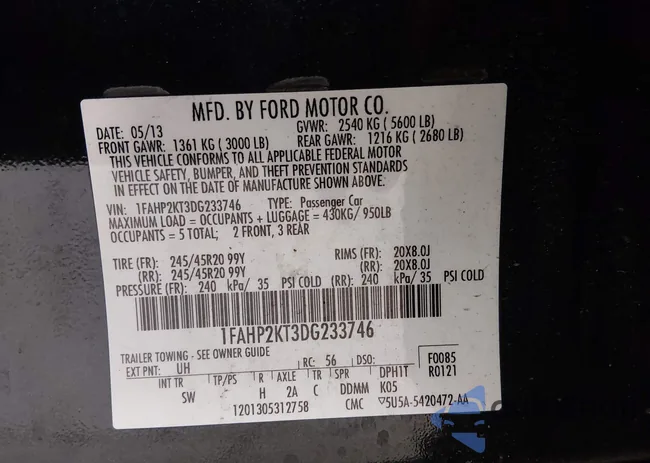 MFD. BY FORD MOTOR CO.
DATE: 05/13 GVWR: 2540 KG ( 5600 LB)
FRONT GAWR: 1361 KG ( 3000 LB) REAR GAWR: 1216 KG ( 2680 LB)
THIS VEHICLE CONFORMS TO ALL APPLICABLE FEDERAL MOTOR
VEHICLE SAFETY, BUMPER, AND THEFT PREVENTION STANDARDS
IN EFFECT ON THE DATE OF MANUFACTURE SHOWN ABOVE.
VIN: 1FAHP2KT3DG233746 TYPE: Passenger Car
MAXIMUM LOAD = OCCUPANTS + LUGGAGE = 430KG/ 950LB
OCCUPANTS = 5 TOTAL; 2 FRONT, 3 REAR
TIRE (FR): 245/45R20 99Y RIMS (FR): 20X8.0J
(RR): 245/45R20 99Y (RR): 20X8.0J
PRESSURE (FR): 240 kPa/ 35 PSI COLD (RR): 240 kPa/ 35 PSI COLD
1FAHP2KT3DG233746
TRAILER TOWING - SEE OWNER GUIDE
EXT PNT: UH RC: 56 DSO: F0085
R0121
INT TR TP/PS R AXLE TR SPR DPH1T
SW H 2A C DDMM K05
1201305312758 CMC ▽5U5A-5420472-AA